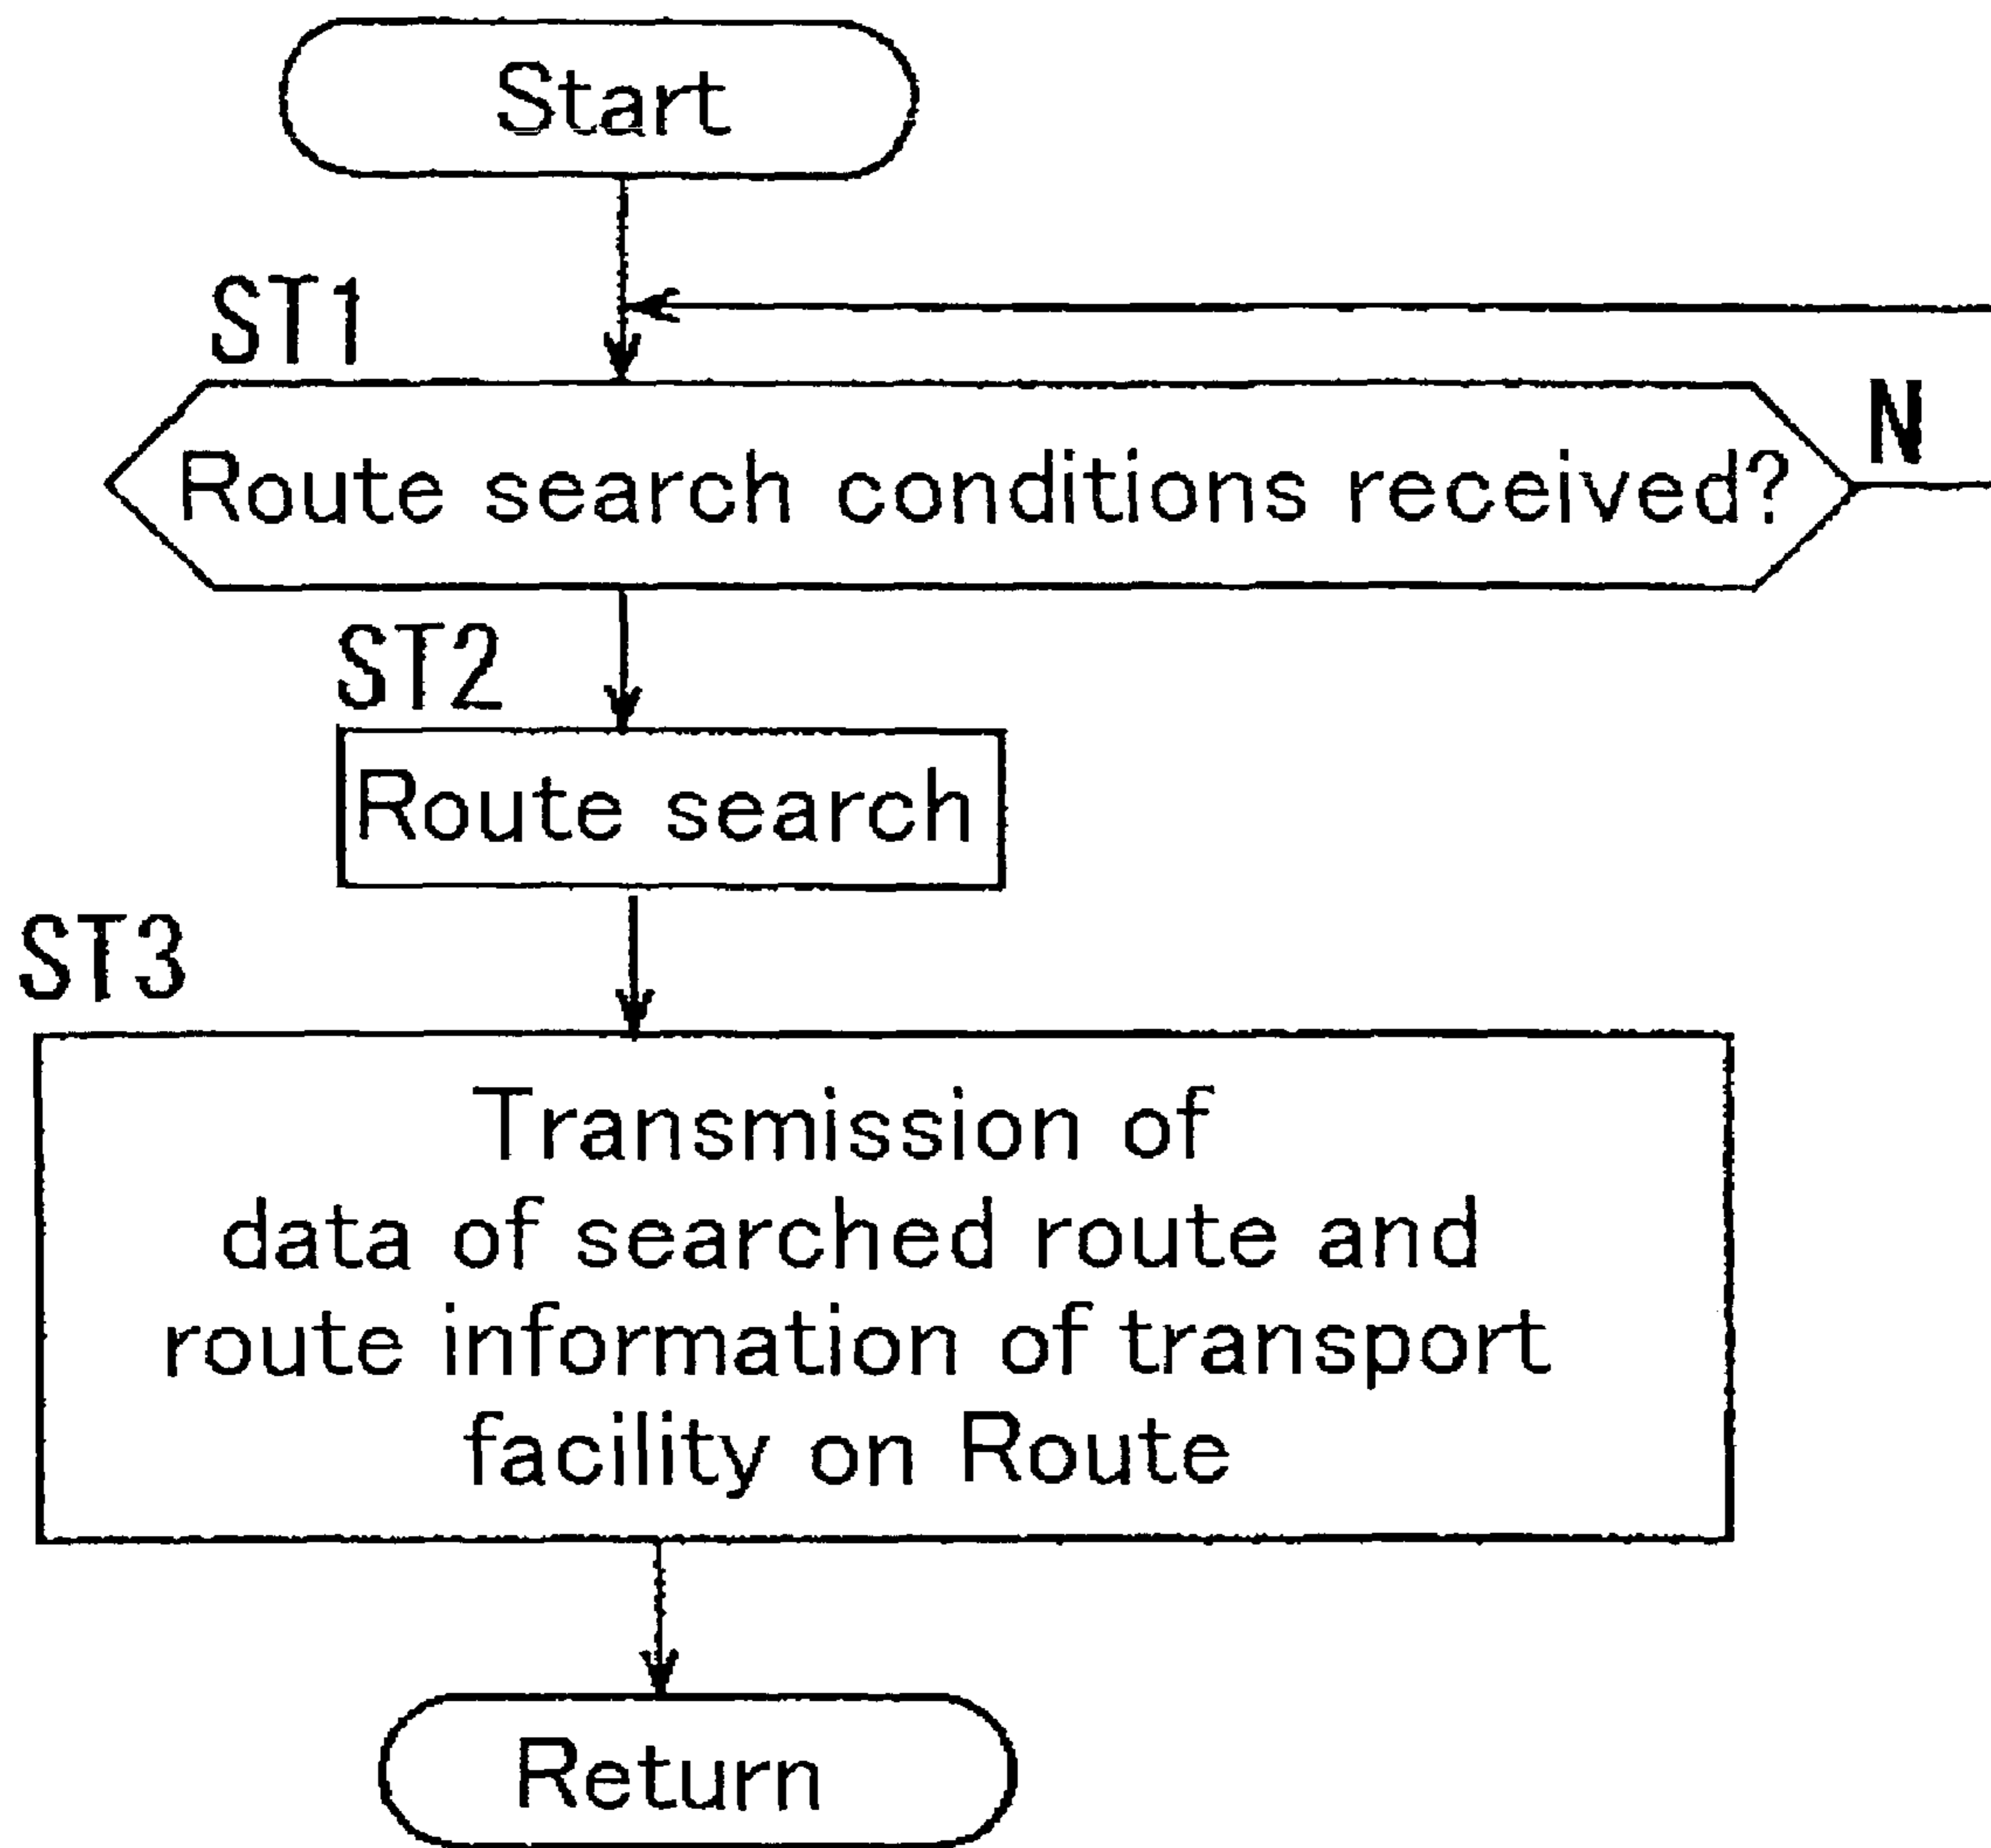 Start
ST1
Route search conditions received?
N
ST2
Route search
ST3
Transmission of
data of searched route and
route information of transport
facility on Route
Return